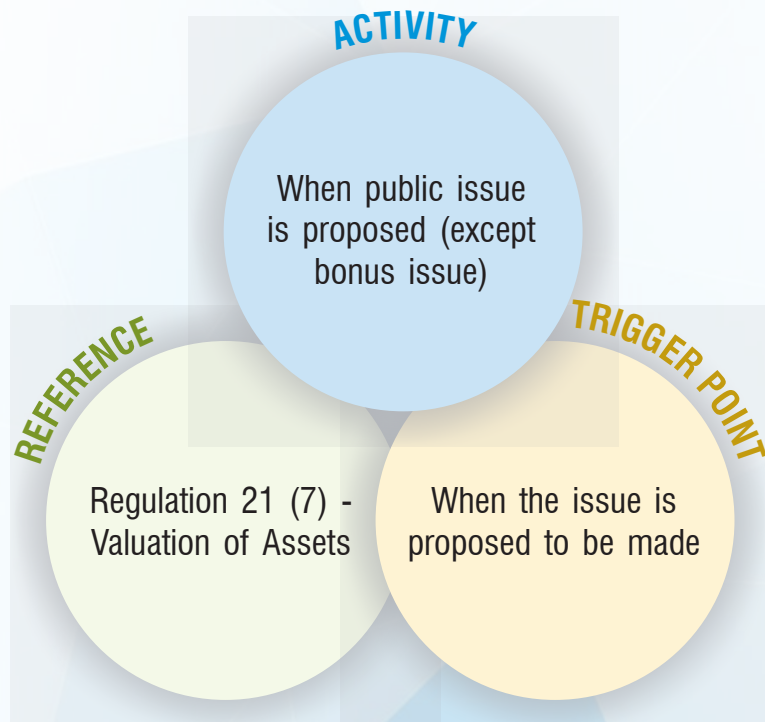 ACTIVITY
When public issue
is proposed (except
bonus issue)
REFERENCE
Regulation 21 (7) -
Valuation of Assets
TRIGGER POINT
When the issue is
proposed to be made